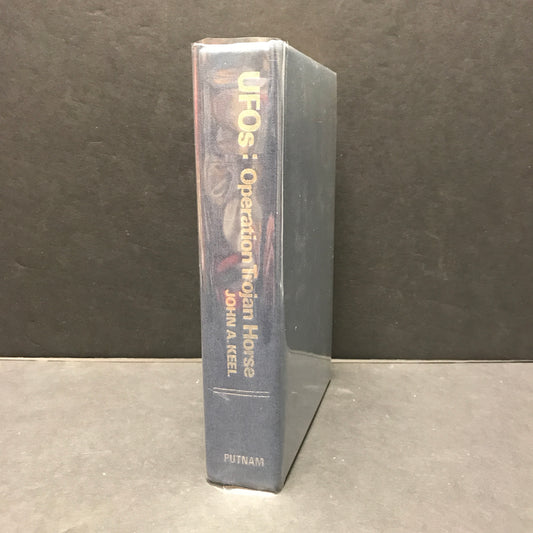 UFOs: Operation Trojan Horse
JOHN A. KEEL
PUTNAM